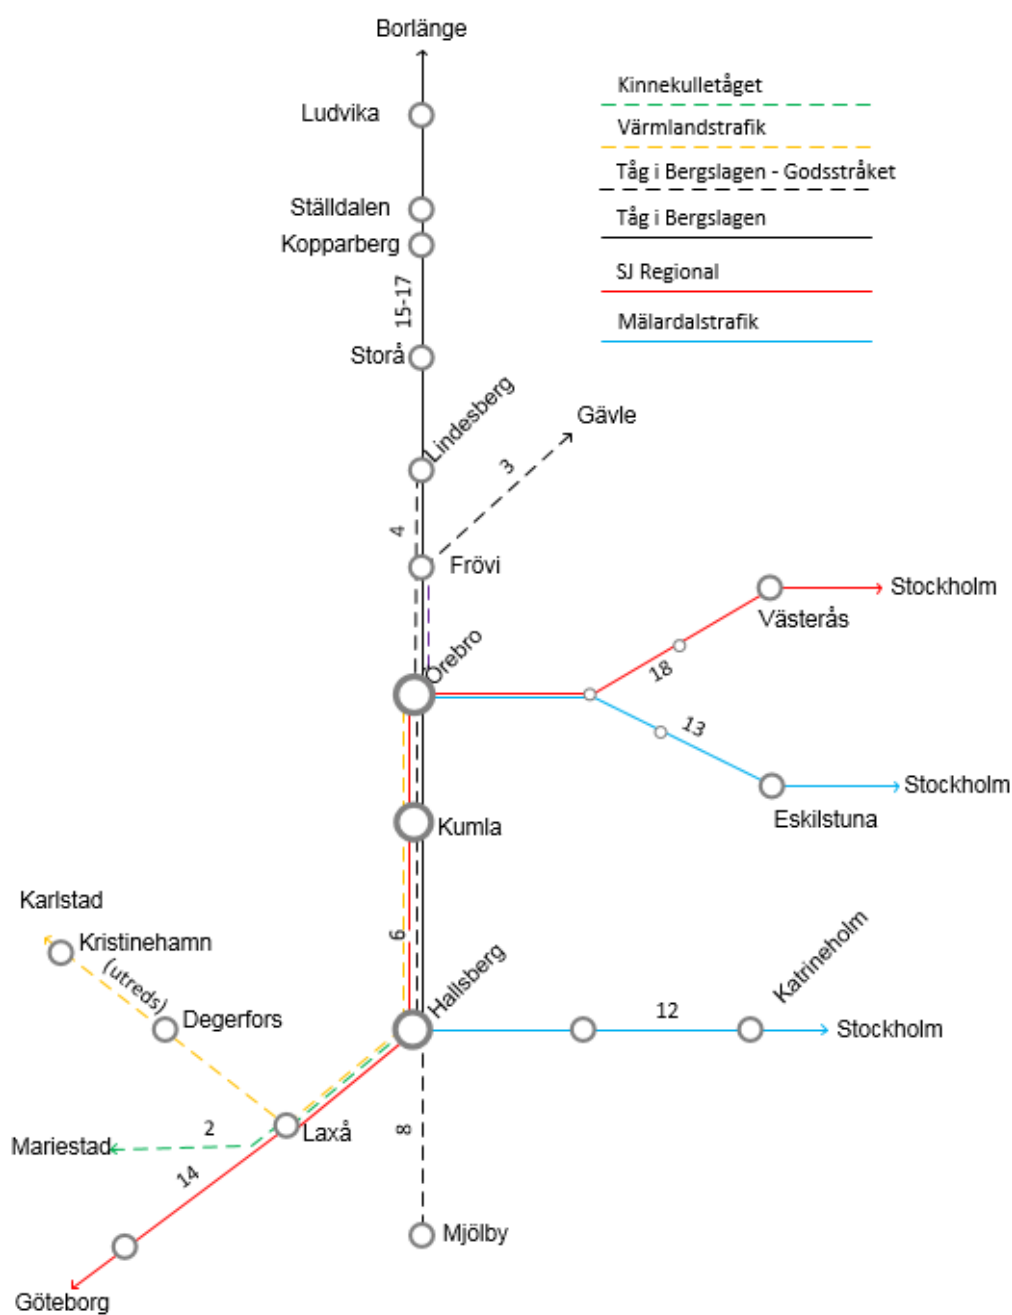 Borlänge
Ludvika
Kinnekulletåget
Värmlandstrafik
Tåg i Bergslagen - Godsstråket
Tåg i Bergslagen
SJ Regional
Mälardalstrafik
Ställdalen
Kopparberg
15-17
Storå
Lindesberg
Gävle
3
4
Frövi
Örebro
Stockholm
Västerås
18
13
Stockholm
Eskilstuna
Kumla
Karlstad
Kristinehamn
(utreds)
Degerfors
6
Hallsberg
Katrineholm
12
Stockholm
Laxå
Mariestad
2
14
8
Mjölby
Göteborg